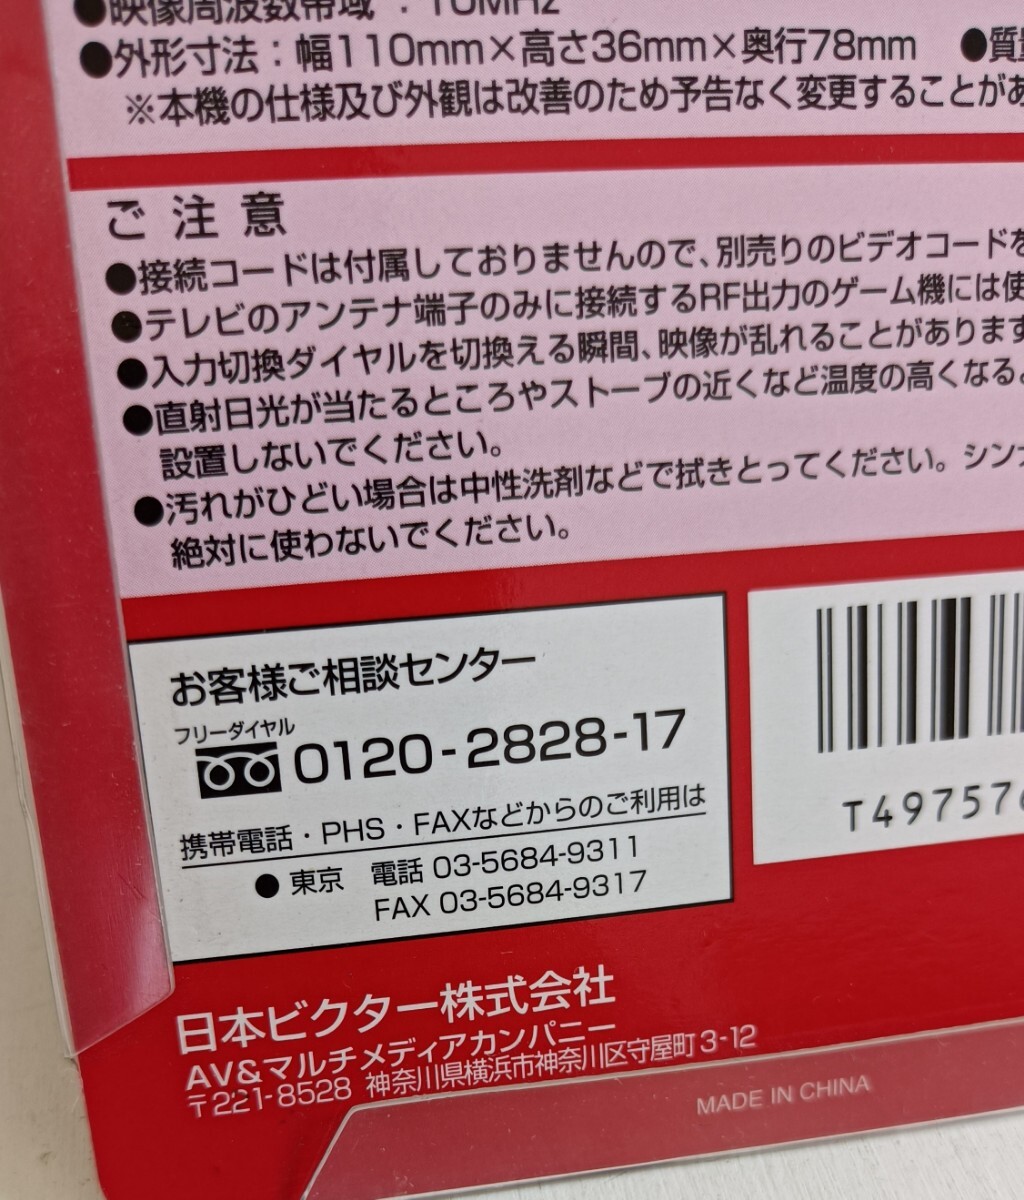 ●映像周波数帯域：10MHz
●外形寸法：幅110mm×高さ36mm×奥行78mm ●質
※本機の仕様及び外観は改善のため予告なく変更することがあ
ご注意
●接続コードは付属しておりませんので、別売りのビデオコードを
●テレビのアンテナ端子のみに接続するRF出力のゲーム機には使
●入力切換ダイヤルを切換える瞬間、映像が乱れることがあります
●直射日光が当たるところやストーブの近くなど温度の高くなる
設置しないでください。
●汚れがひどい場合は中性洗剤などで拭きとってください。シン
絶対に使わないでください。
お客様ご相談センター
フリーダイヤル
0120-2828-17
携帯電話・PHS・FAXなどからのご利用は
●東京 電話 03-5684-9311
FAX 03-5684-9317
T497576
日本ビクター株式会社
AV&マルチメディアカンパニー
〒221-8528 神奈川県横浜市神奈川区守屋町3-12
MADE IN CHINA